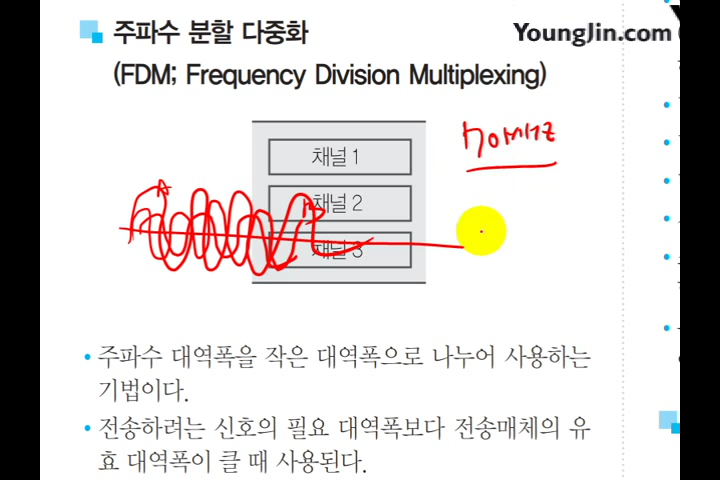 주파수 분할 다중화
YoungJin.com
(FDM; Frequency Division Multiplexing)
채널 1
채널 2
채널 3
• 주파수 대역폭을 작은 대역폭으로 나누어 사용하는
기법이다.
• 전송하려는 신호의 필요 대역폭보다 전송매체의 유
효 대역폭이 클 때 사용된다.